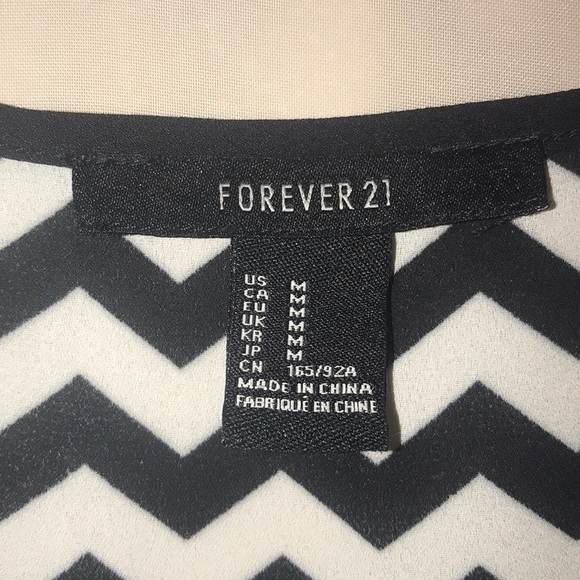 FOREVER 21
US M
CA M
EU M
UK M
KR M
JP M
CN 165/92A
MADE IN CHINA
FABRIQUÉ EN CHINE